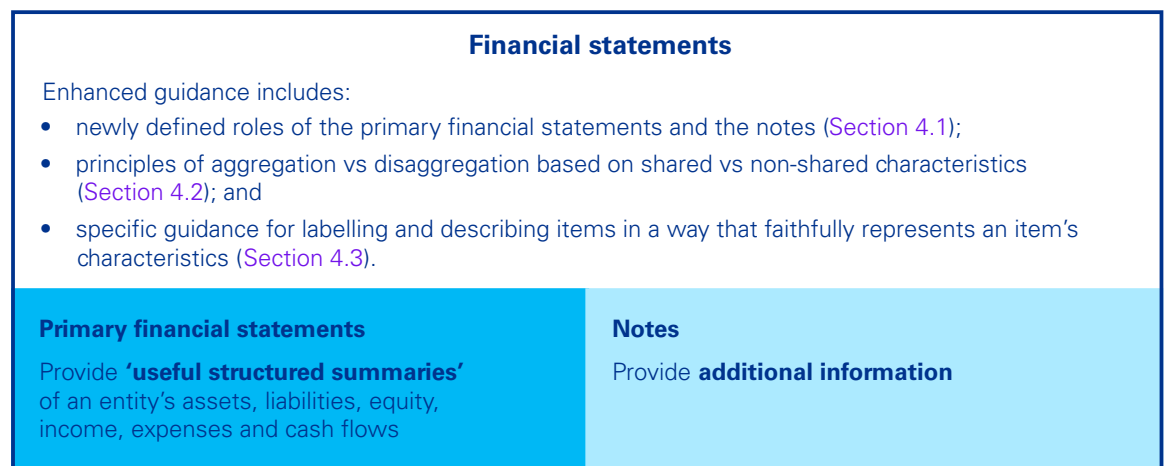 Financial statements
Enhanced guidance includes:
• newly defined roles of the primary financial statements and the notes (Section 4.1);
• principles of aggregation vs disaggregation based on shared vs non-shared characteristics
(Section 4.2); and
• specific guidance for labelling and describing items in a way that faithfully represents an item's
characteristics (Section 4.3).
Primary financial statements
Provide 'useful structured summaries'
of an entity's assets, liabilities, equity,
income, expenses and cash flows
Notes
Provide additional information